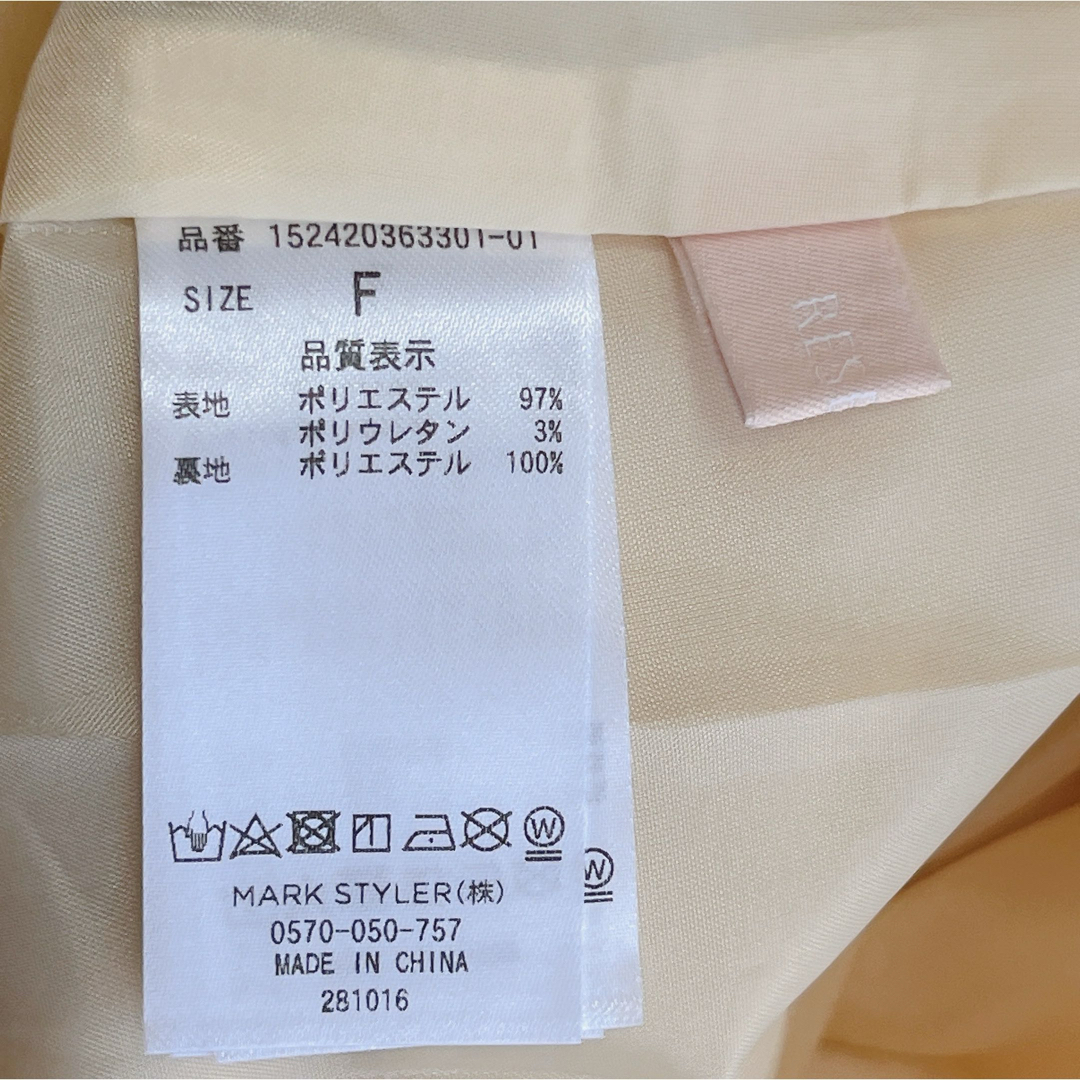 品番 152420363301-01
SIZE F
品質表示
表地 ポリエステル 97%
ポリウレタン 3%
裏地 ポリエステル 100%
W
W
MARK STYLER(株)
0570-050-757
MADE IN CHINA
281016